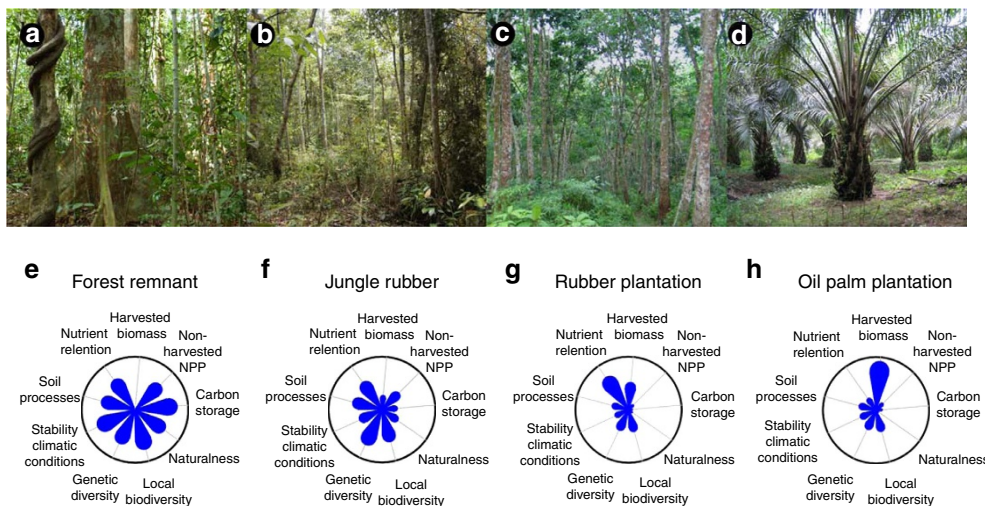 a
b
c
d
e
Forest remnant
Harvested
biomass
Non-
harvested
NPP
Carbon
storage
Naturalness
Local
biodiversity
Genetic
diversity
Stability
climatic
conditions
Soil
processes
Nutrient
relention
f
Jungle rubber
Harvested
biomass
Non-
harvested
NPP
Carbon
storage
Naturalness
Local
biodiversity
Genetic
diversity
Stability
climatic
conditions
Soil
processes
Nutrient
relention
g
Rubber plantation
Harvested
biomass
Non-
harvested
NPP
Carbon
storage
Naturalness
Local
biodiversity
Genetic
diversity
Stability
climatic
conditions
Soil
processes
Nutrient
relention
h
Oil palm plantation
Harvested
biomass
Non-
harvested
NPP
Carbon
storage
Naturalness
Local
biodiversity
Genetic
diversity
Stability
climatic
conditions
Soil
processes
Nutrient
relention